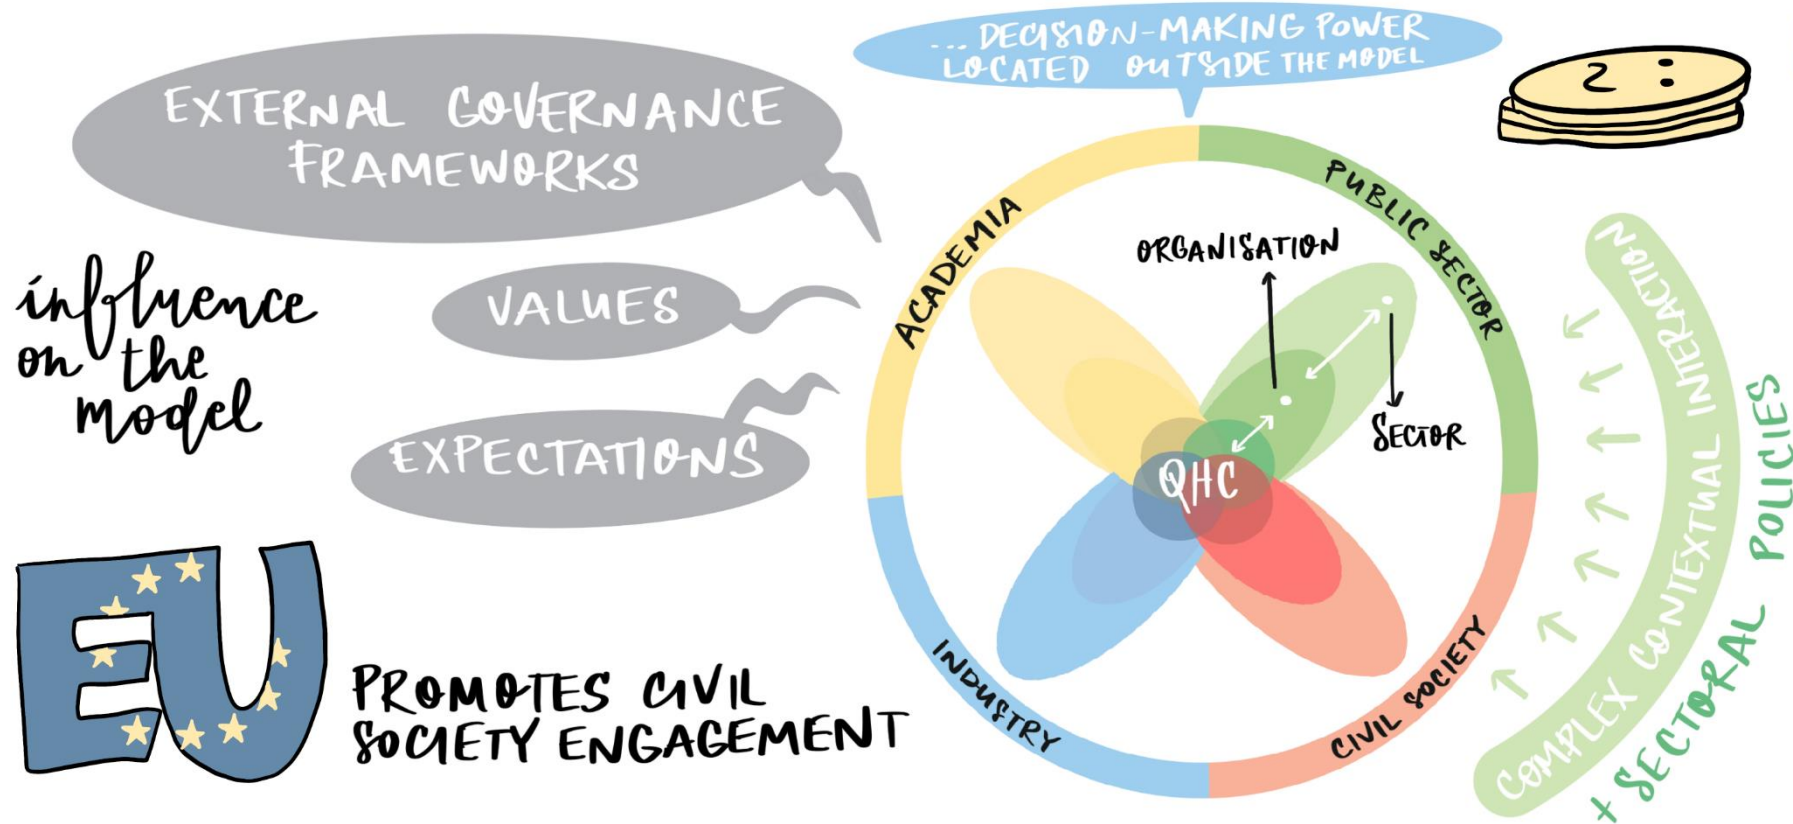 EXTERNAL GOVERNANCE
FRAMEWORKS
... DECISION-MAKING POWER
LOCATED OUTSIDE THE MODEL
2 :
influence
on the
model
VALUES
EXPECTATIONS
EU
PROMOTES CIVIL
SOCIETY ENGAGEMENT
ACADEMIA
PUBLIC SECTOR
ORGANISATION
SECTOR
QHC
INDUSTRY
CIVIL SOCIETY
COMPLEX CONTEXTUAL INTERACTION
+ SECTORAL POLICIES